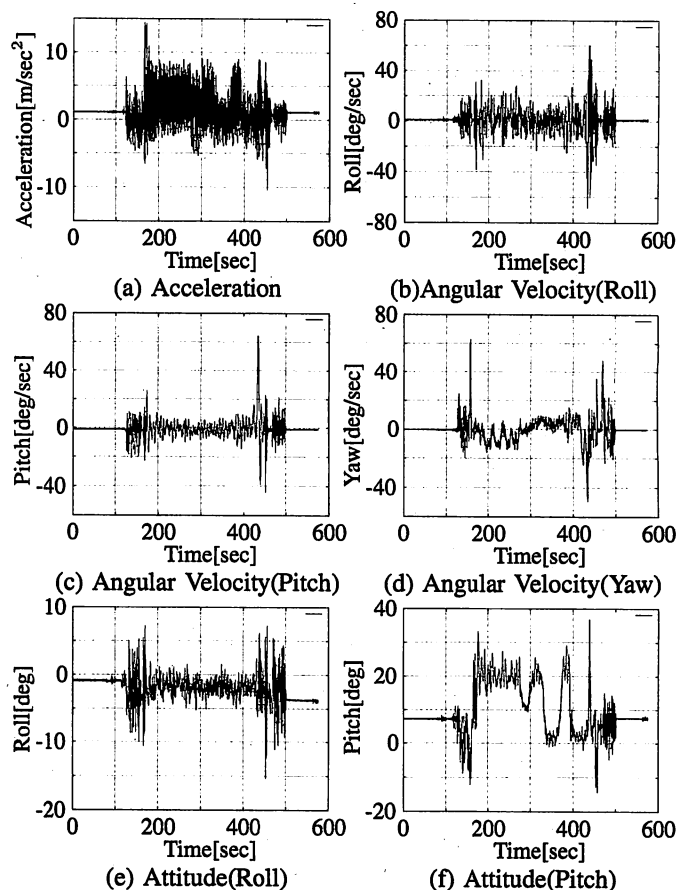 Acceleration[m/sec2]
10
0
-10
0 200 400 600
Time[sec]
(a) Acceleration
Roll[deg/sec]
80
40
0
-40
-80
0 200 400 600
Time[sec]
(b)Angular Velocity(Roll)
Pitch[deg/sec]
80
40
0
-40
0 200 400 600
Time[sec]
(c) Angular Velocity(Pitch)
Yaw[deg/sec]
80
40
0
-40
0 200 400 600
Time[sec]
(d) Angular Velocity(Yaw)
Roll[deg]
10
0
-10
-20
0 200 400 600
Time[sec]
(e) Attitude(Roll)
Pitch[deg]
40
20
0
-20
0 200 400 600
Time[sec]
(f) Attitude(Pitch)